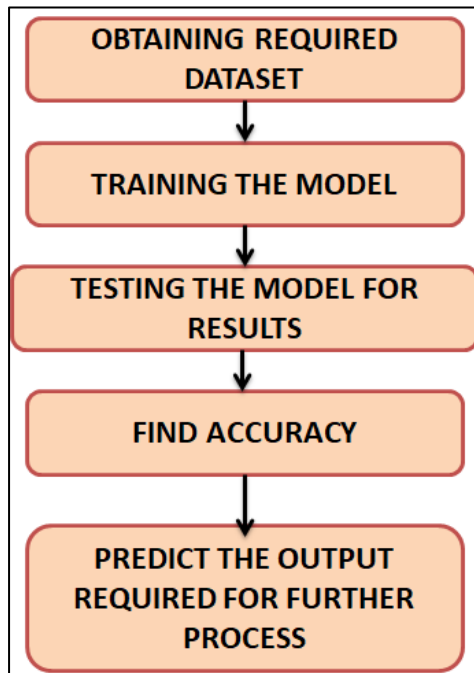 OBTAINING REQUIRED
DATASET
TRAINING THE MODEL
TESTING THE MODEL FOR
RESULTS
FIND ACCURACY
PREDICT THE OUTPUT
REQUIRED FOR FURTHER
PROCESS